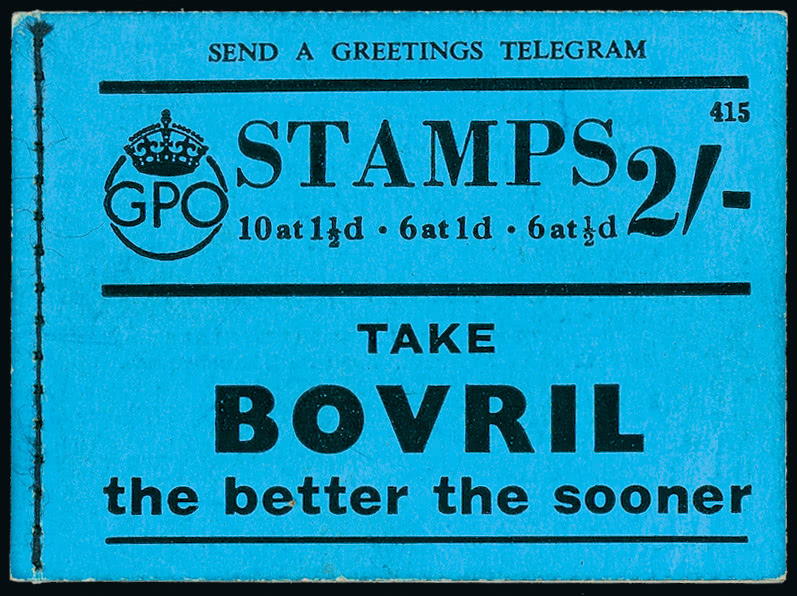 SEND A GREETINGS TELEGRAM
415
GPO
STAMPS 2/-
10 at 1½d · 6 at 1d · 6 at ½d
TAKE
BOVRIL
the better the sooner